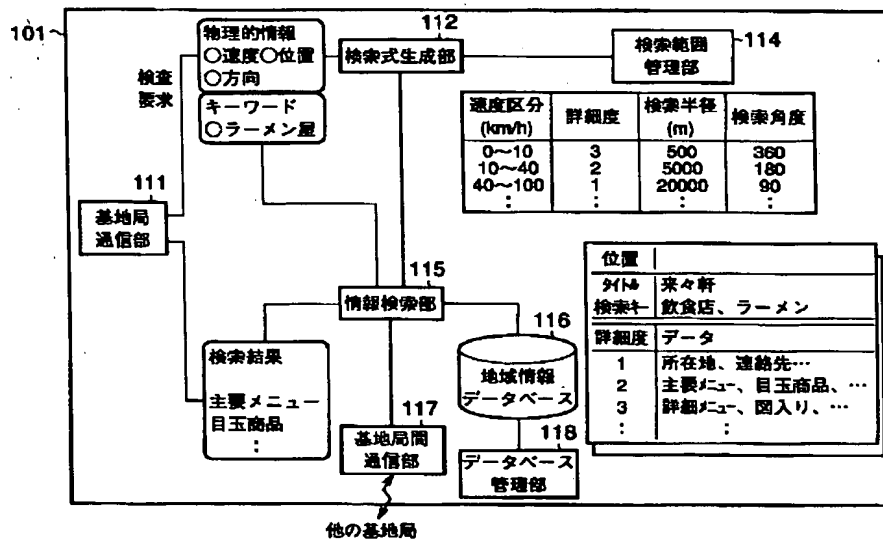 101
物理的情報
○速度○位置
○方向
112
検索式生成部
検索範囲
管理部
114
検査
要求
キーワード
○ラーメン屋
速度区分
(km/h)
詳細度
検索半径
(m)
検索角度
0〜10 3 500 360
10〜40 2 5000 180
40〜100 1 20000 90
: : : :
111
基地局
通信部
115
情報検索部
116
地域情報
データベース
検索結果
主要メニュー
目玉商品
:
117
基地局間
通信部
118
データベース
管理部
他の基地局
位置
タイトル 来々軒
検索キー 飲食店、ラーメン
詳細度 データ
1 所在地、連絡先…
2 主要メニュー、目玉商品、…
3 詳細メニュー、図入り、…
: :